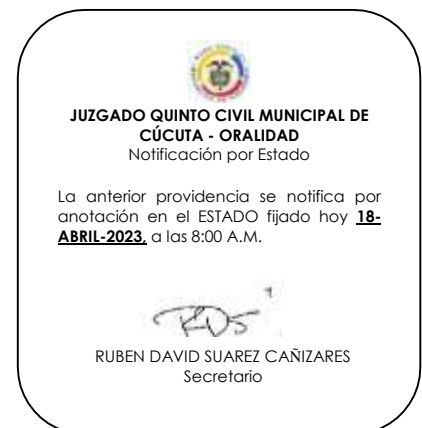 JUZGADO QUINTO CIVIL MUNICIPAL DE
CÚCUTA - ORALIDAD
Notificación por Estado
La anterior providencia se notifica por
anotación en el ESTADO fijado hoy 18-
ABRIL-2023, a las 8:00 A.M.
RUBEN DAVID SUAREZ CAÑIZARES
Secretario